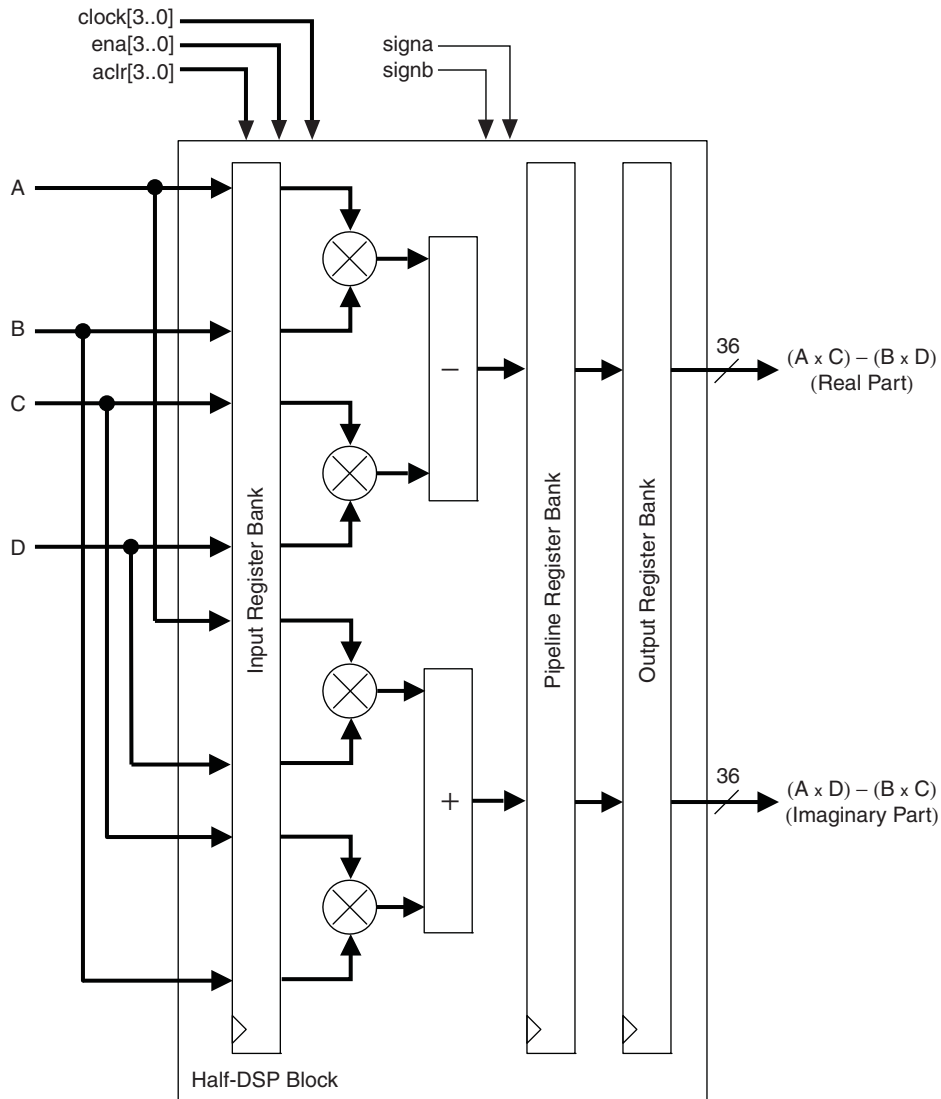 clock[3..0]
ena[3..0]
aclr[3..0]
signa
signb
A
B
C
D
Input Register Bank
−
+
Pipeline Register Bank
Output Register Bank
36
(A x C) − (B x D)
(Real Part)
36
(A x D) − (B x C)
(Imaginary Part)
Half-DSP Block